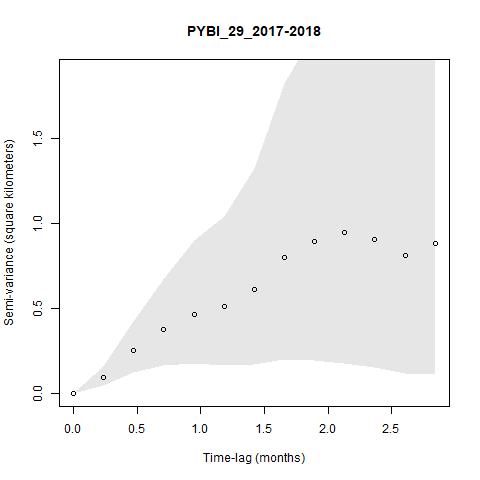 PYBI_29_2017-2018
Semi-variance (square kilometers)
1.5
1.0
0.5
0.0
0.0 0.5 1.0 1.5 2.0 2.5
Time-lag (months)